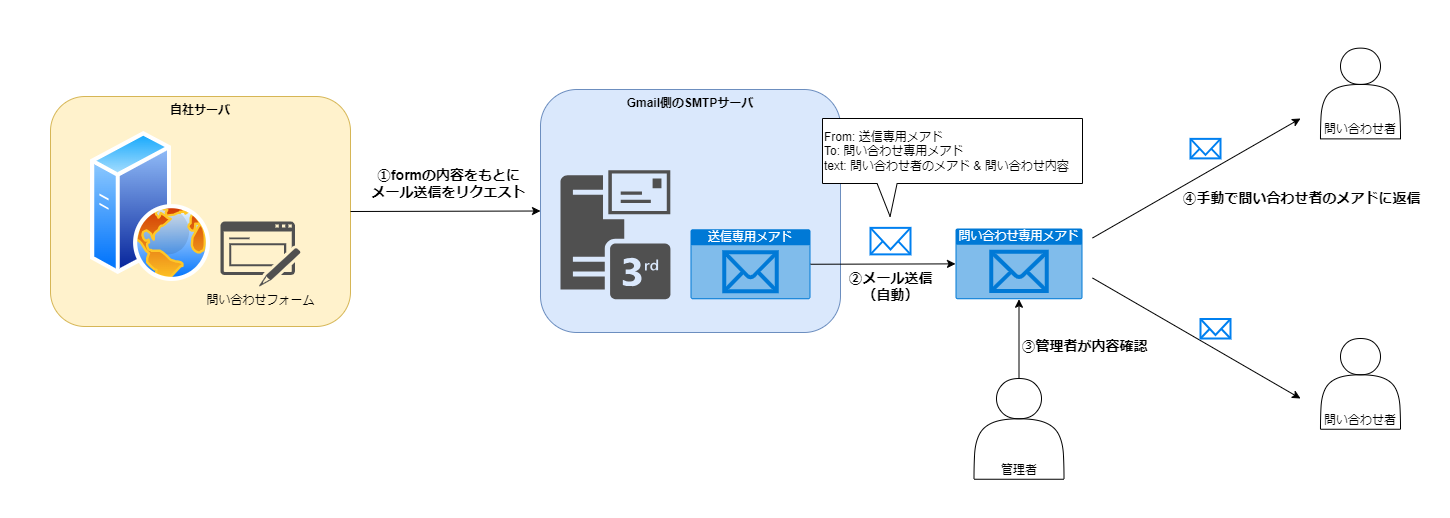 自社サーバ
問い合わせフォーム
①formの内容をもとに
メール送信をリクエスト
Gmail側のSMTPサーバ
3rd
送信専用メアド
From: 送信専用メアド
To: 問い合わせ専用メアド
text: 問い合わせ者のメアド & 問い合わせ内容
②メール送信
（自動）
問い合わせ専用メアド
③管理者が内容確認
管理者
④手動で問い合わせ者のメアドに返信
問い合わせ者
問い合わせ者